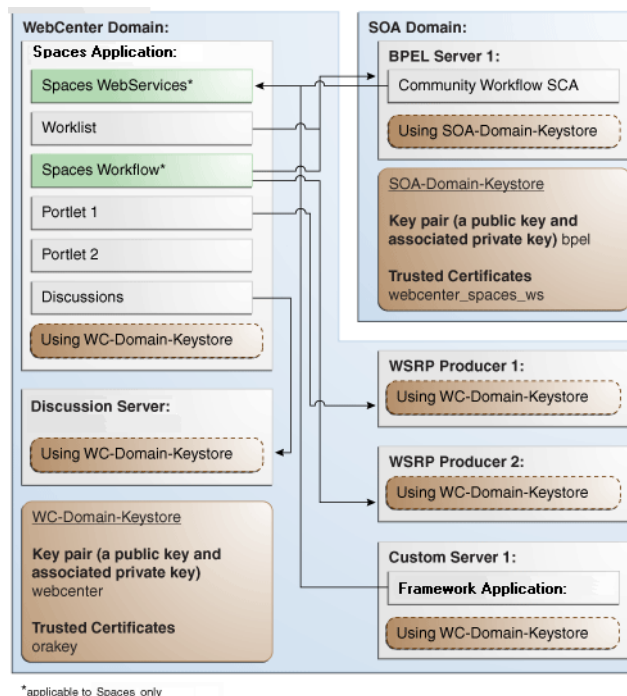 WebCenter Domain:
Spaces Application:
Spaces WebServices*
Worklist
Spaces Workflow*
Portlet 1
Portlet 2
Discussions
Using WC-Domain-Keystore
Discussion Server:
Using WC-Domain-Keystore
WC-Domain-Keystore
Key pair (a public key and
associated private key)
webcenter
Trusted Certificates
orakey
SOA Domain:
BPEL Server 1:
Community Workflow SCA
Using SOA-Domain-Keystore
SOA-Domain-Keystore
Key pair (a public key and
associated private key) bpel
Trusted Certificates
webcenter_spaces_ws
WSRP Producer 1:
Using WC-Domain-Keystore
WSRP Producer 2:
Using WC-Domain-Keystore
Custom Server 1:
Framework Application:
Using WC-Domain-Keystore
*applicable to Spaces only